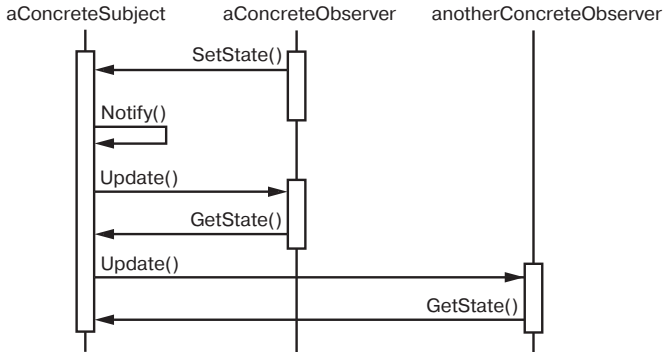 aConcreteSubject
aConcreteObserver
anotherConcreteObserver
SetState()
Notify()
Update()
GetState()
Update()
GetState()